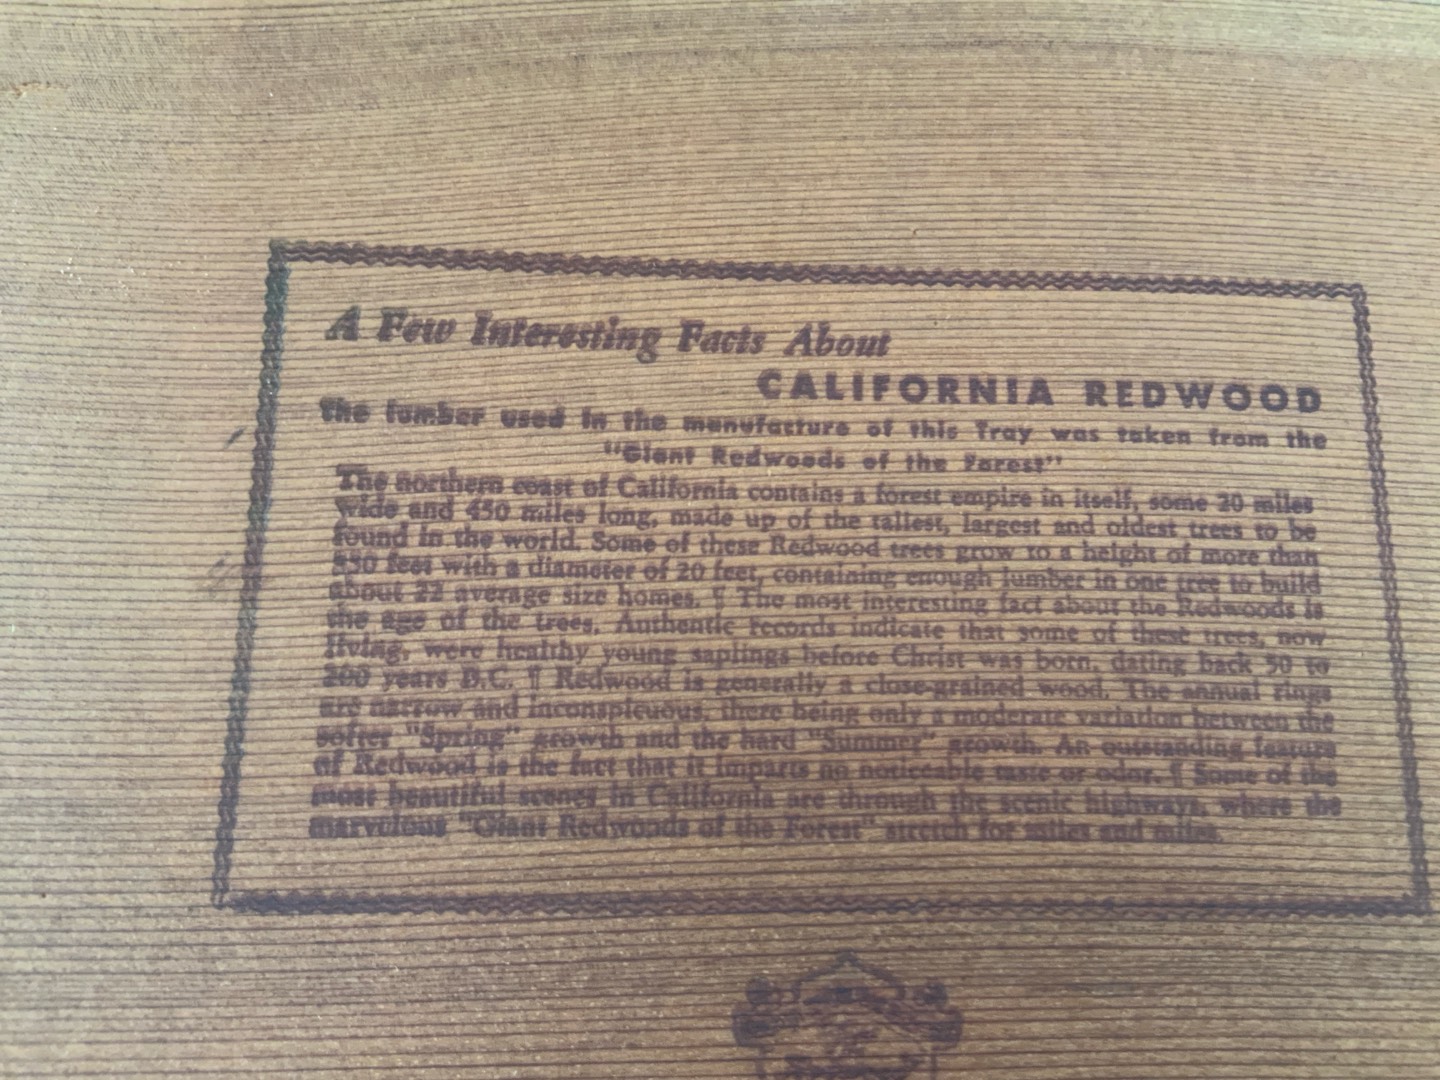 A Few Interesting Facts About
CALIFORNIA REDWOOD
The lumber used in the manufacture of this Tray was taken from the
"Giant Redwoods of the Forest"
The northern coast of California contains a forest empire in itself, some 20 miles
wide and 450 miles long, made up of the tallest, largest and oldest trees to be
found in the world. Some of these Redwood trees grow to a height of more than
350 feet with a diameter of 20 feet, containing enough lumber in one tree to build
about 22 average size homes. ¶ The most interesting fact about the Redwoods is
the age of the trees. Authentic records indicate that some of these trees, now
living, were healthy young saplings before Christ was born, dating back 50 to
200 years B.C. ¶ Redwood is generally a close-grained wood. The annual rings
are narrow and inconspicuous, there being only a moderate variation between the
softer "Spring" growth and the hard "Summer" growth. An outstanding feature
of Redwood is the fact that it imparts no noticeable taste or odor. ¶ Some of the
most beautiful scenes in California are through the scenic highways, where the
marvelous "Giant Redwoods of the Forest" stretch for miles and miles.